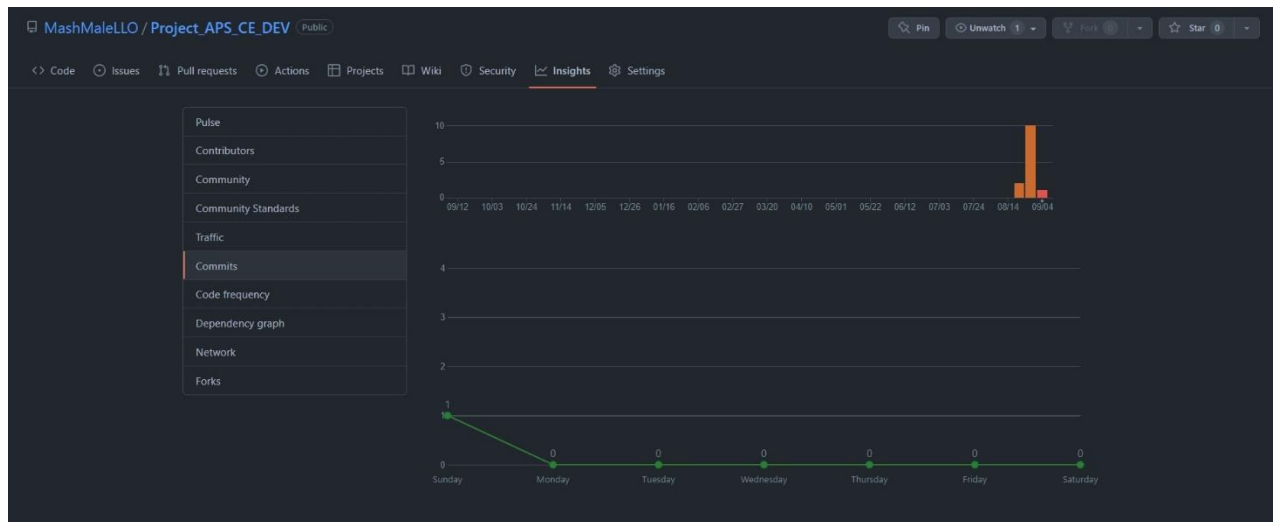 MashMaleLLO / Project_APS_CE_DEV Public
Pin Unwatch 1 Fork 0 Star 0
<> Code Issues Pull requests Actions Projects Wiki Security Insights Settings
Pulse
Contributors
Community
Community Standards
Traffic
Commits
Code frequency
Dependency graph
Network
Forks
10
5
0
09/12 10/03 10/24 11/14 12/05 12/26 01/16 02/06 02/27 03/20 04/10 05/01 05/22 06/12 07/03 07/24 08/14 09/04
4
3
2
1
1
0 0 0 0 0 0
0
Sunday Monday Tuesday Wednesday Thursday Friday Saturday